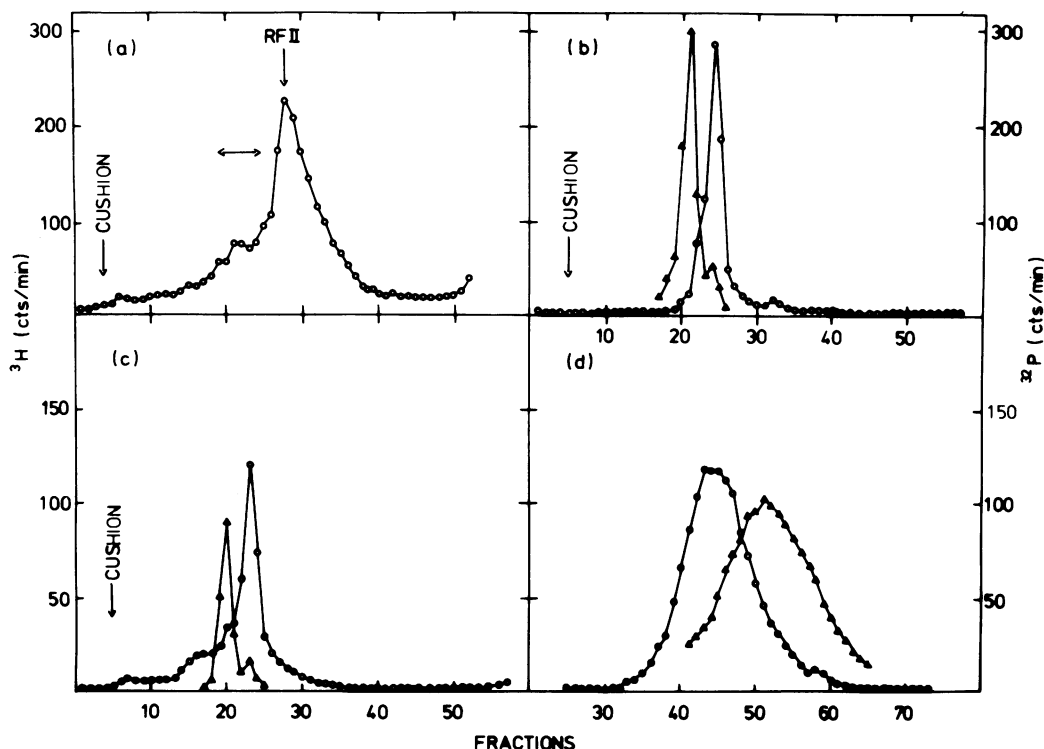 300
200
100
(a)
RF II
CUSHION
(b)
CUSHION
10 20 30 40 50
300
200
100
³H (cts/min)
³²P (cts/min)
150
100
50
(c)
CUSHION
10 20 30 40 50
(d)
30 40 50 60 70
150
100
50
FRACTIONS